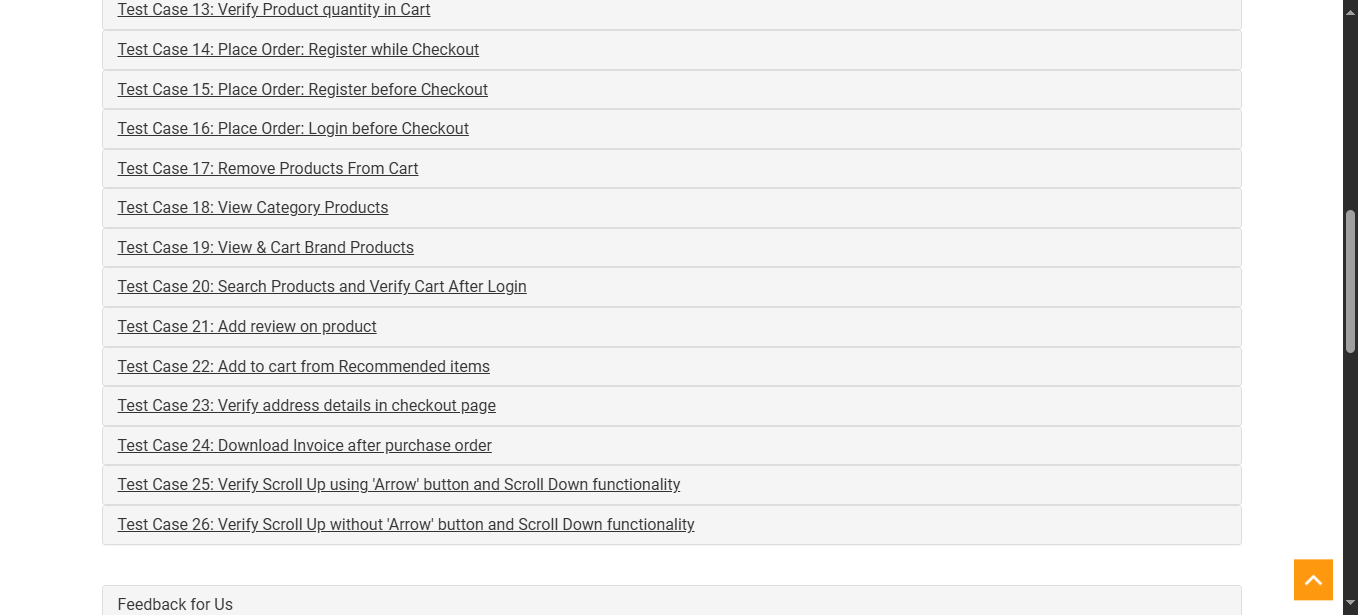 Test Case 13: Verify Product quantity in Cart
Test Case 14: Place Order: Register while Checkout
Test Case 15: Place Order: Register before Checkout
Test Case 16: Place Order: Login before Checkout
Test Case 17: Remove Products From Cart
Test Case 18: View Category Products
Test Case 19: View & Cart Brand Products
Test Case 20: Search Products and Verify Cart After Login
Test Case 21: Add review on product
Test Case 22: Add to cart from Recommended items
Test Case 23: Verify address details in checkout page
Test Case 24: Download Invoice after purchase order
Test Case 25: Verify Scroll Up using 'Arrow' button and Scroll Down functionality
Test Case 26: Verify Scroll Up without 'Arrow' button and Scroll Down functionality
Feedback for Us